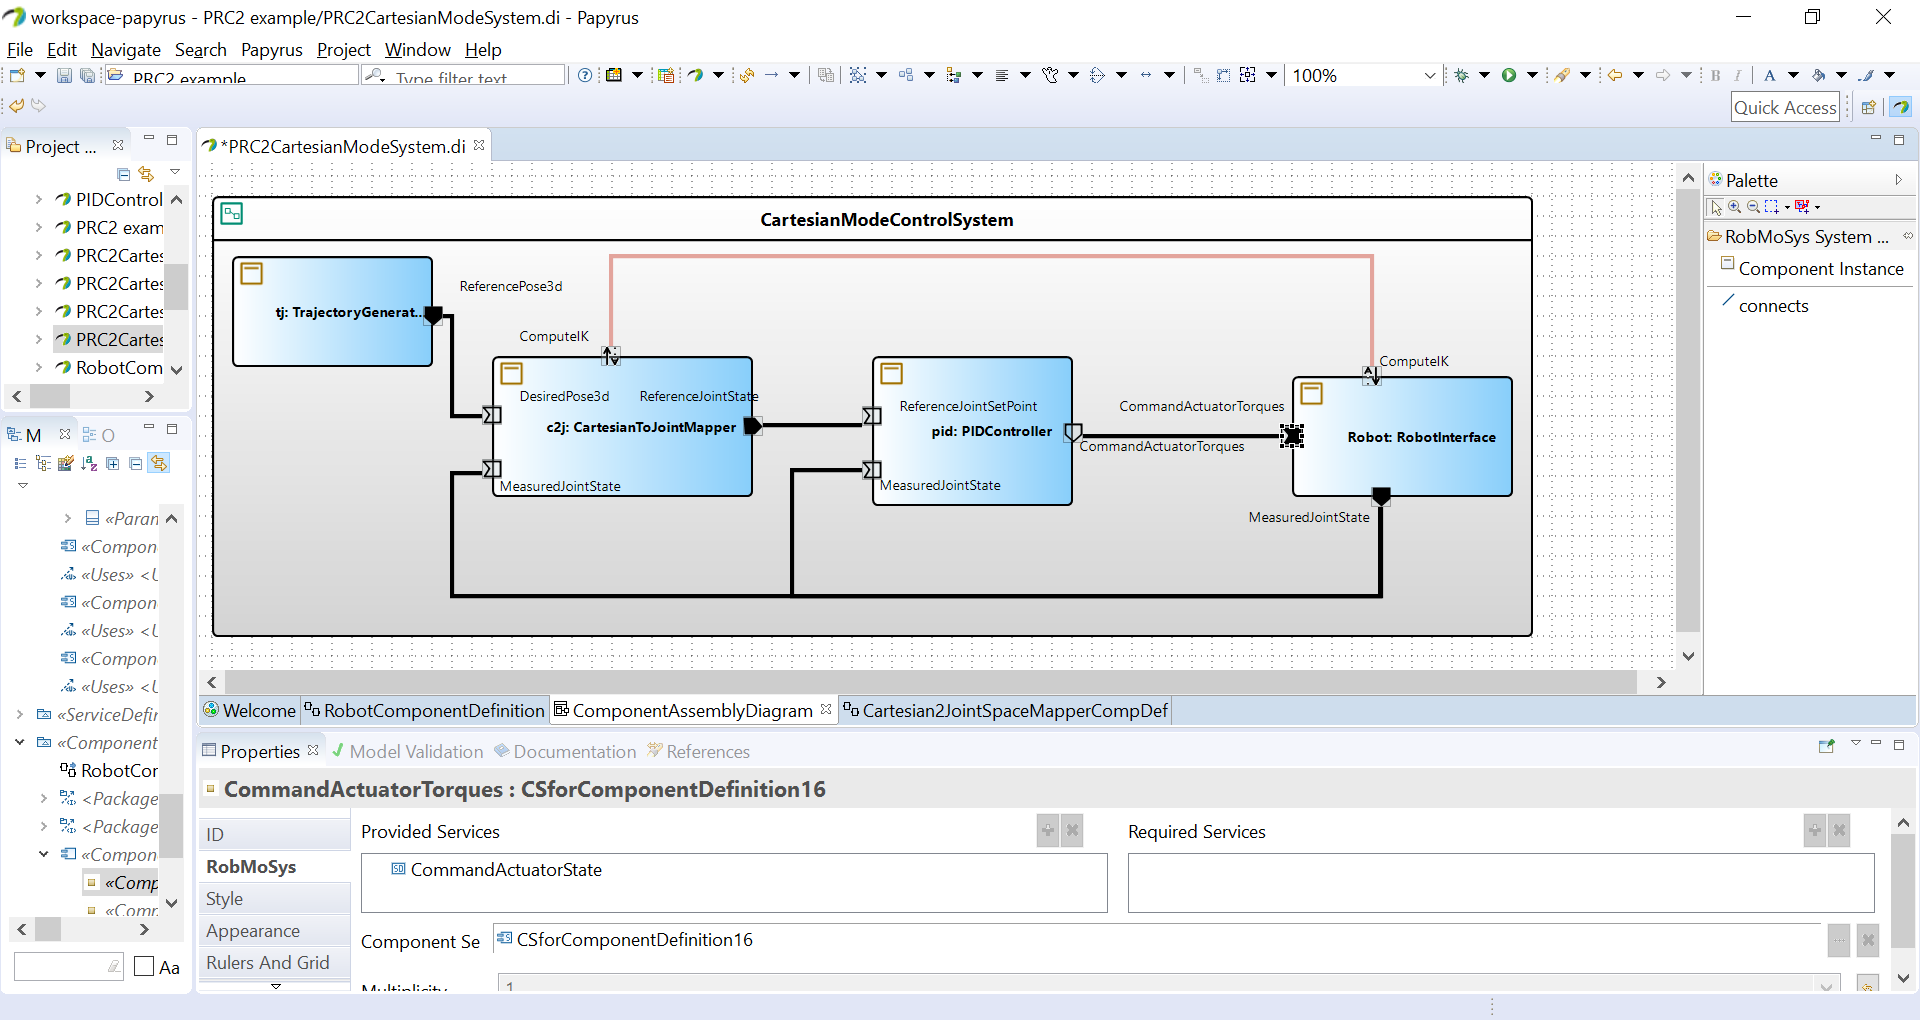 workspace-papyrus - PRC2 example/PRC2CartesianModeSystem.di - Papyrus
File Edit Navigate Search Papyrus Project Window Help
PRC2 example
Type filter text
100%
B I A
Quick Access
Project ...
PIDControl
PRC2 exam
PRC2Cartes
PRC2Cartes
PRC2Cartes
PRC2Cartes
RobotCom
*PRC2CartesianModeSystem.di
CartesianModeControlSystem
tj: TrajectoryGenerat...
ReferencePose3d
ComputeIK
DesiredPose3d
ReferenceJointState
c2j: CartesianToJointMapper
MeasuredJointState
ReferenceJointSetPoint
pid: PIDController
MeasuredJointState
CommandActuatorTorques
CommandActuatorTorques
ComputeIK
Robot: RobotInterface
MeasuredJointState
Palette
RobMoSys System ...
Component Instance
connects
M
O
«Paran
«Compon
«Uses» <U
«Compon
«Uses» <U
«Compon
«Uses» <U
«ServiceDefin
«Component
RobotCor
<Package
<Package
«Compon
«Comp
«Comr
Aa
Welcome
RobotComponentDefinition
ComponentAssemblyDiagram
Cartesian2JointSpaceMapperCompDef
Properties
Model Validation
Documentation
References
CommandActuatorTorques : CSforComponentDefinition16
ID
RobMoSys
Style
Appearance
Rulers And Grid
Provided Services
CommandActuatorState
Required Services
Component Se
CSforComponentDefinition16
Multiplicity
1